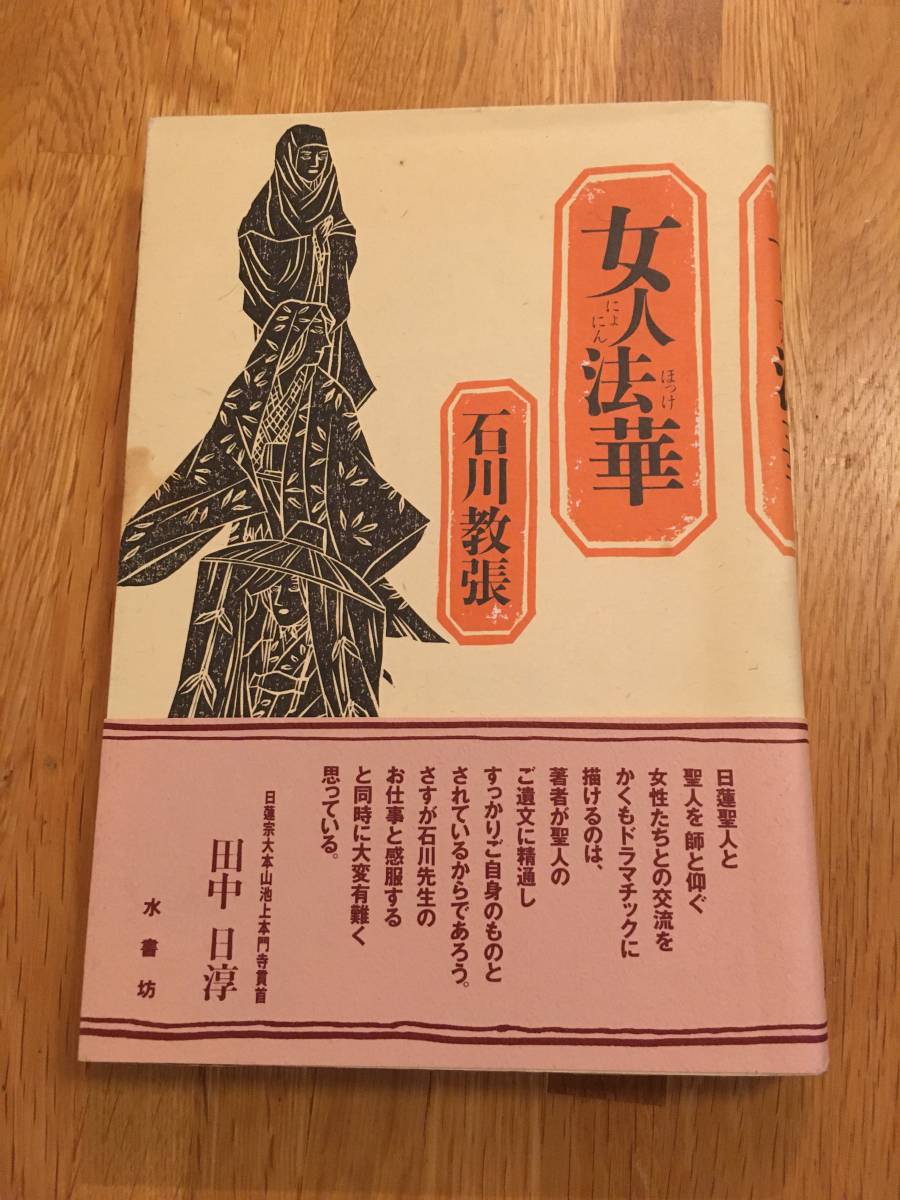 女人法華
にょにん
ほっけ
石川教張
日蓮聖人と
聖人を師と仰ぐ
女性たちとの交流を
かくもドラマチックに
描けるのは、
著者が聖人の
ご遺文に精通し
すっかりご自身のものと
されているからであろう。
さすが石川先生の
お仕事と感服する
と同時に大変有難く
思っている。
日蓮宗大本山池上本門寺貫首
田中日淳
水書坊